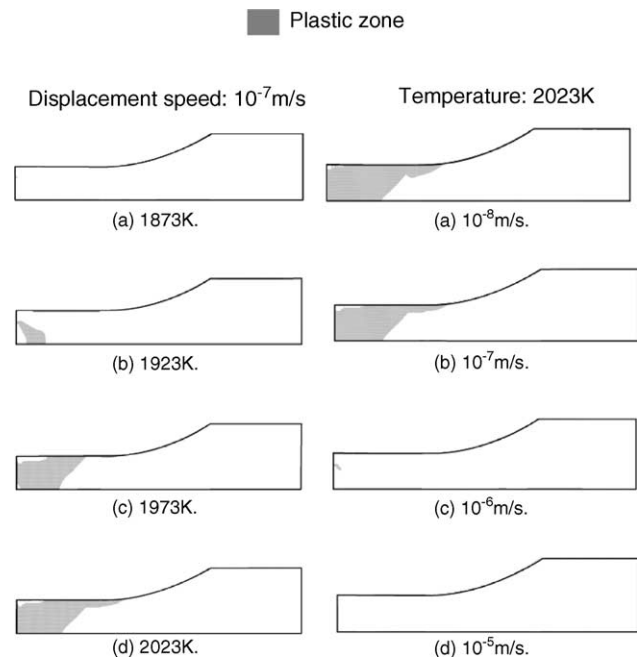 Plastic zone
Displacement speed: 10⁻⁷m/s
Temperature: 2023K
(a) 1873K.
(a) 10⁻⁸m/s.
(b) 1923K.
(b) 10⁻⁷m/s.
(c) 1973K.
(c) 10⁻⁶m/s.
(d) 2023K.
(d) 10⁻⁵m/s.